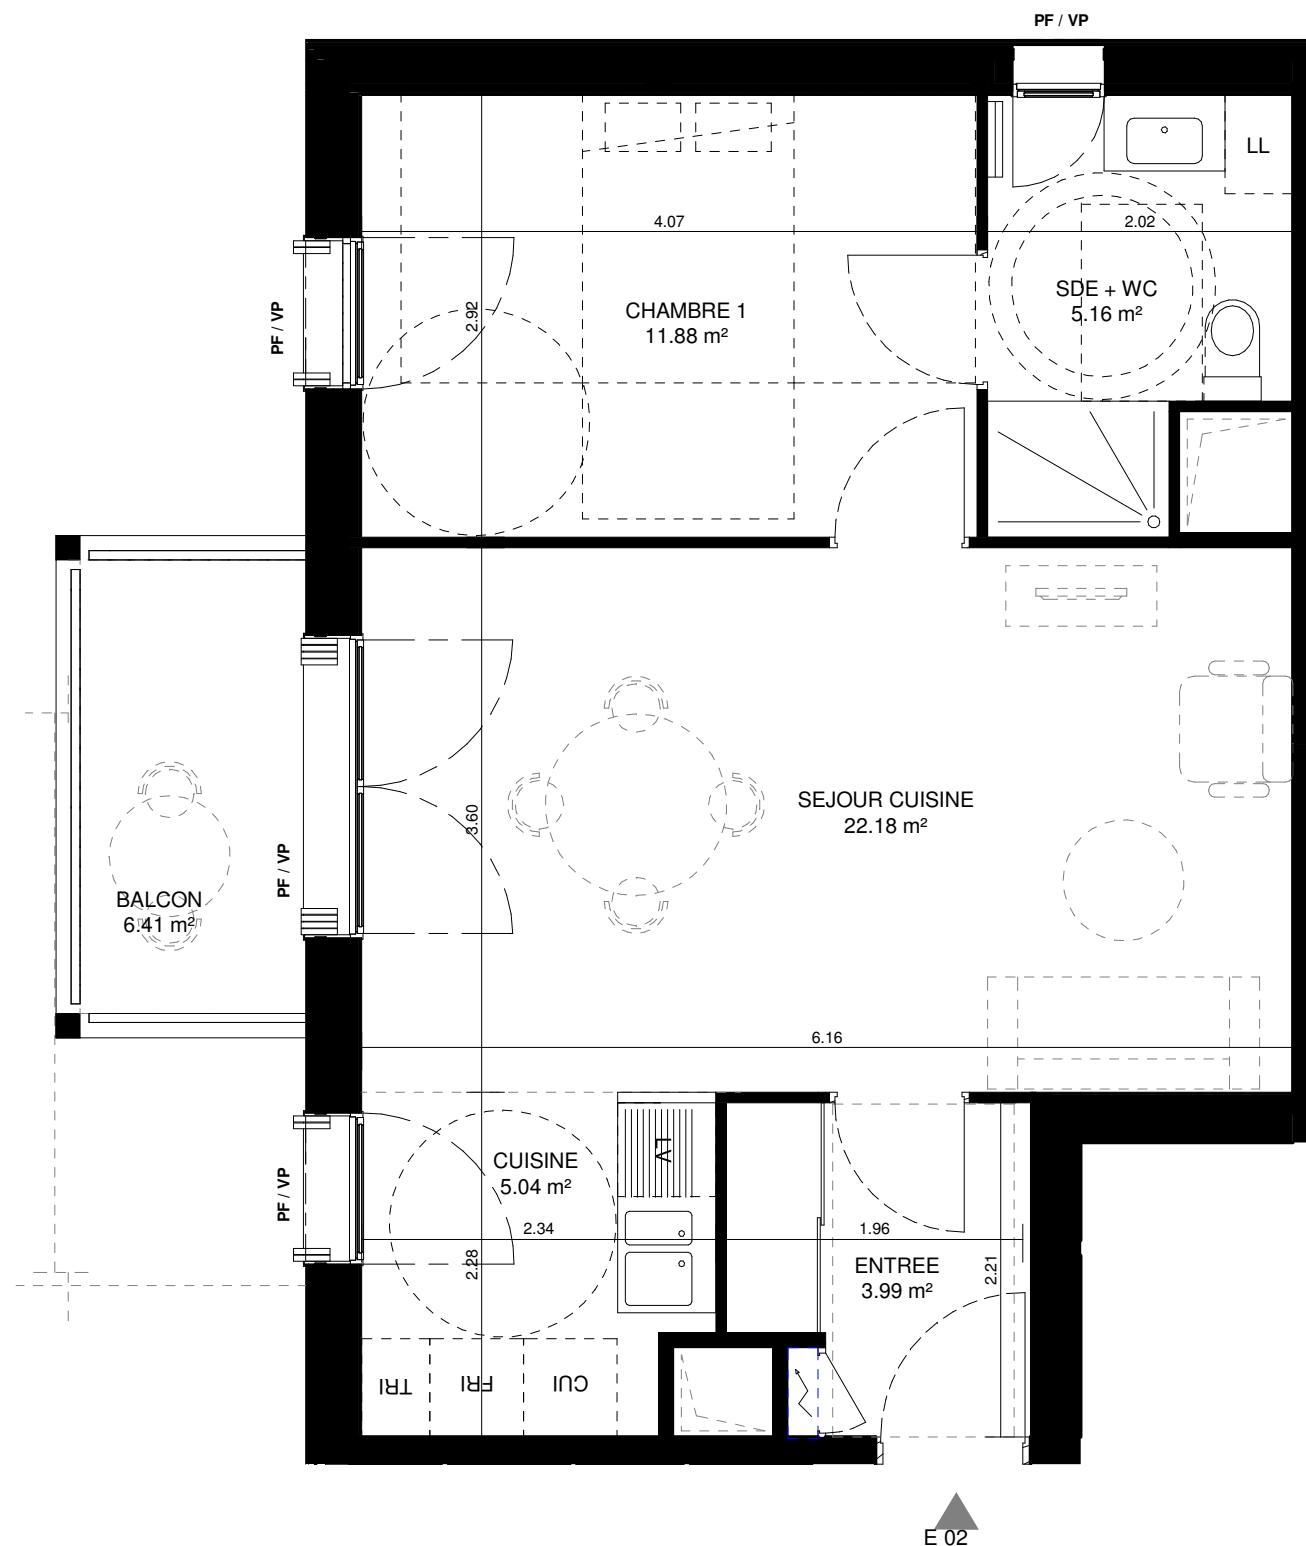 PF / VP
LL
4.07
2.02
SDE + WC
5.16 m²
CHAMBRE 1
11.88 m²
2.92
PF / VP
SEJOUR CUISINE
22.18 m²
3.60
PF / VP
BALCON
6.41 m²
6.16
LV
CUISINE
5.04 m²
PF / VP
2.34
1.96
2.28
ENTREE
3.99 m²
2.21
TRI
FRI
CUI
E 02